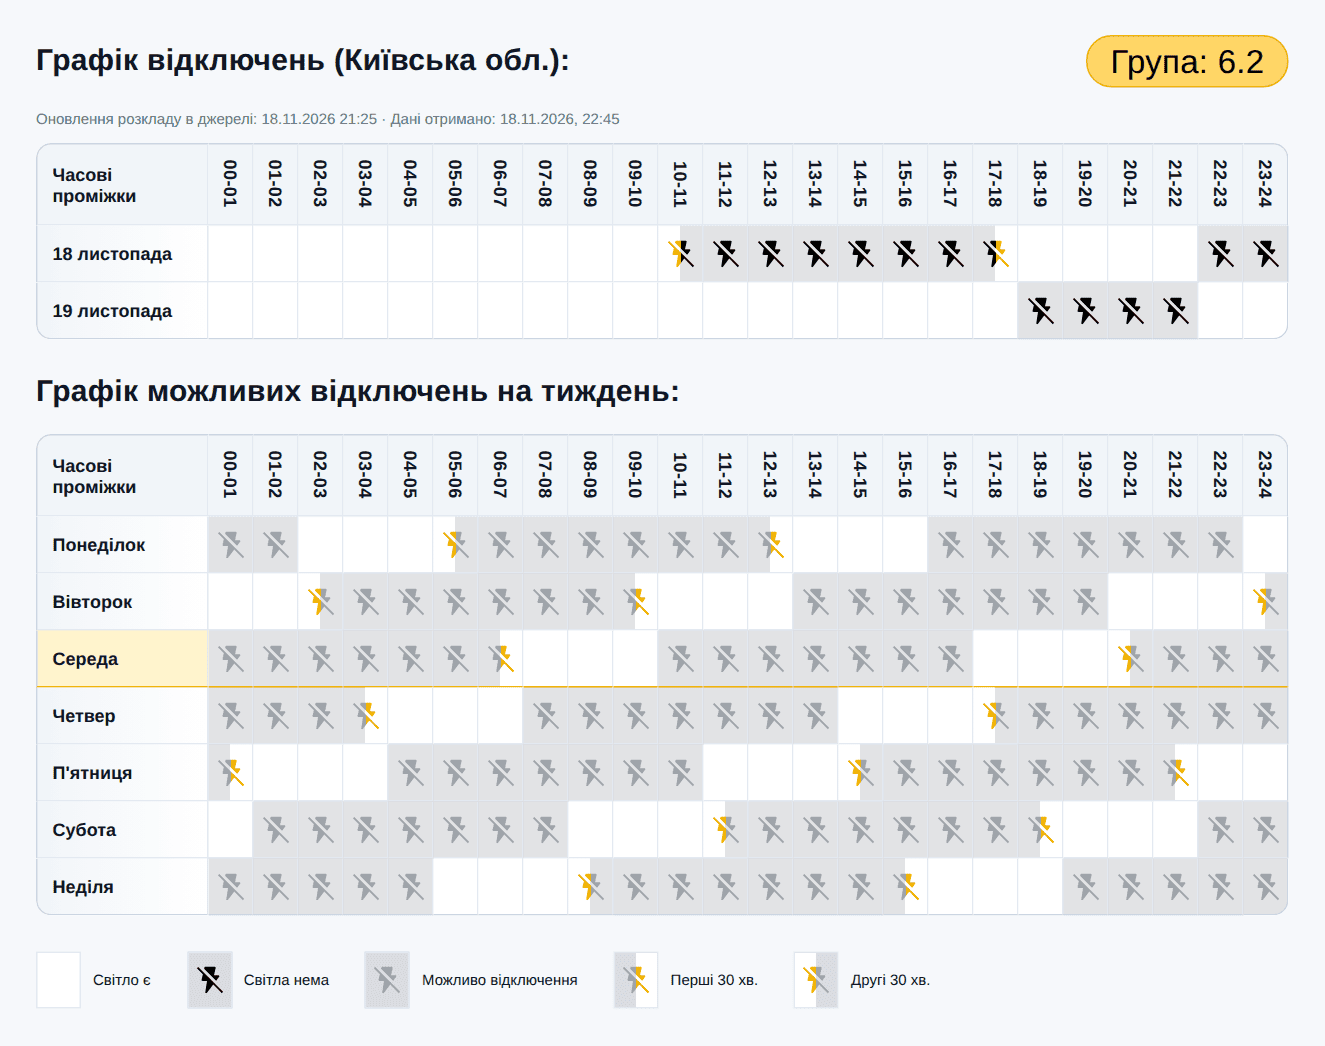 Графік відключень (Київська обл.):
Група: 6.2
Оновлення розкладу в джерелі: 18.11.2026 21:25 · Дані отримано: 18.11.2026, 22:45
Часові проміжки 00-01 01-02 02-03 03-04 04-05 05-06 06-07 07-08 08-09 09-10 10-11 11-12 12-13 13-14 14-15 15-16 16-17 17-18 18-19 19-20 20-21 21-22 22-23 23-24
18 листопада
19 листопада
Графік можливих відключень на тиждень:
Часові проміжки 00-01 01-02 02-03 03-04 04-05 05-06 06-07 07-08 08-09 09-10 10-11 11-12 12-13 13-14 14-15 15-16 16-17 17-18 18-19 19-20 20-21 21-22 22-23 23-24
Понеділок
Вівторок
Середа
Четвер
П'ятниця
Субота
Неділя
Світло є Світла нема Можливо відключення Перші 30 хв. Другі 30 хв.